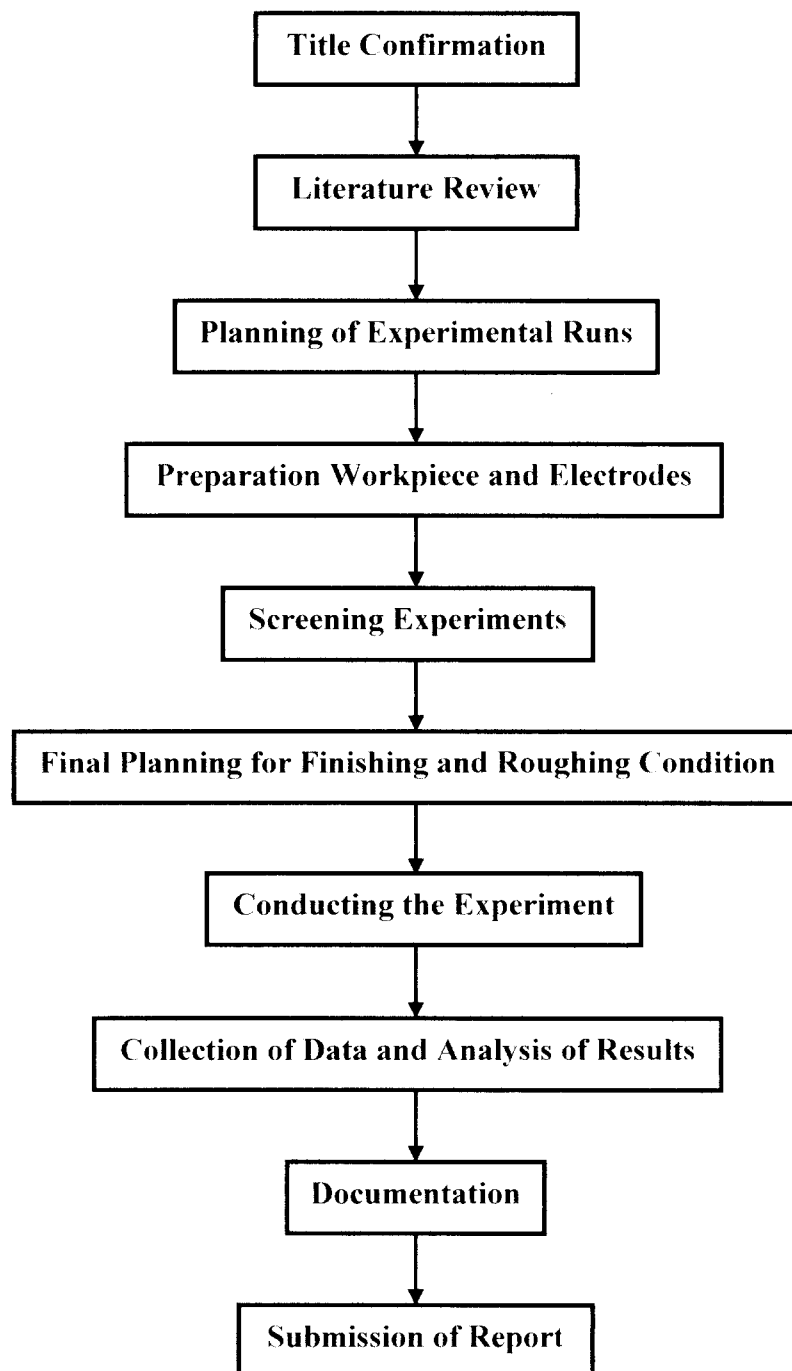 Title Confirmation
Literature Review
Planning of Experimental Runs
Preparation Workpiece and Electrodes
Screening Experiments
Final Planning for Finishing and Roughing Condition
Conducting the Experiment
Collection of Data and Analysis of Results
Documentation
Submission of Report